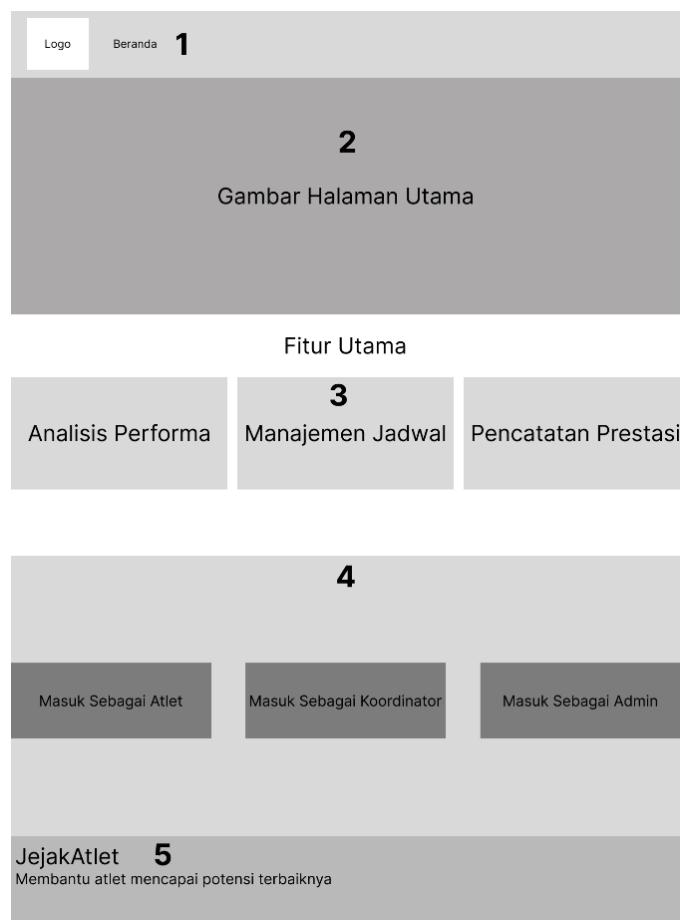 Logo
Beranda
1
2
Gambar Halaman Utama
Fitur Utama
3
Analisis Performa
Manajemen Jadwal
Pencatatan Prestasi
4
Masuk Sebagai Atlet
Masuk Sebagai Koordinator
Masuk Sebagai Admin
JejakAtlet
5
Membantu atlet mencapai potensi terbaiknya